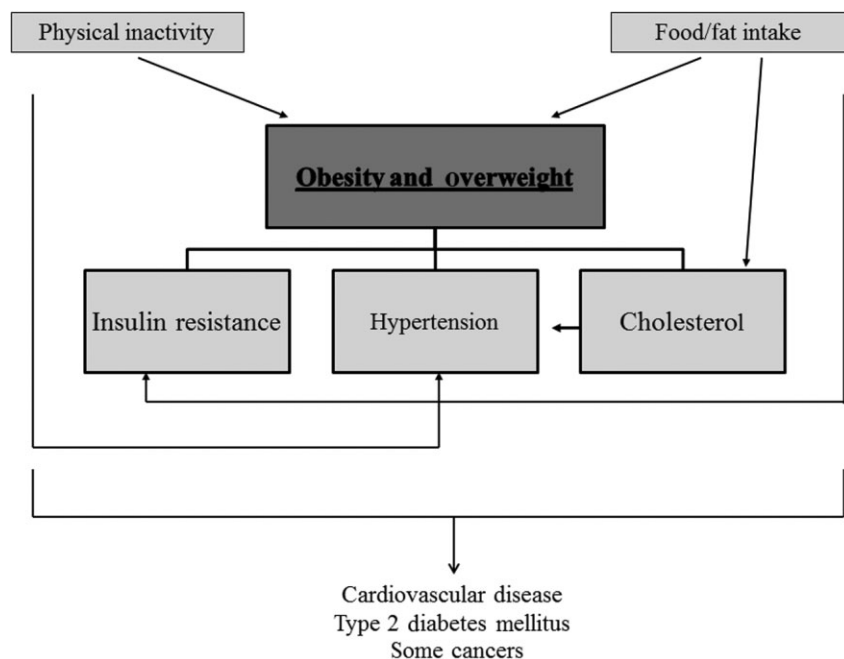 Physical inactivity
Food/fat intake
Obesity and overweight
Insulin resistance
Hypertension
Cholesterol
Cardiovascular disease
Type 2 diabetes mellitus
Some cancers